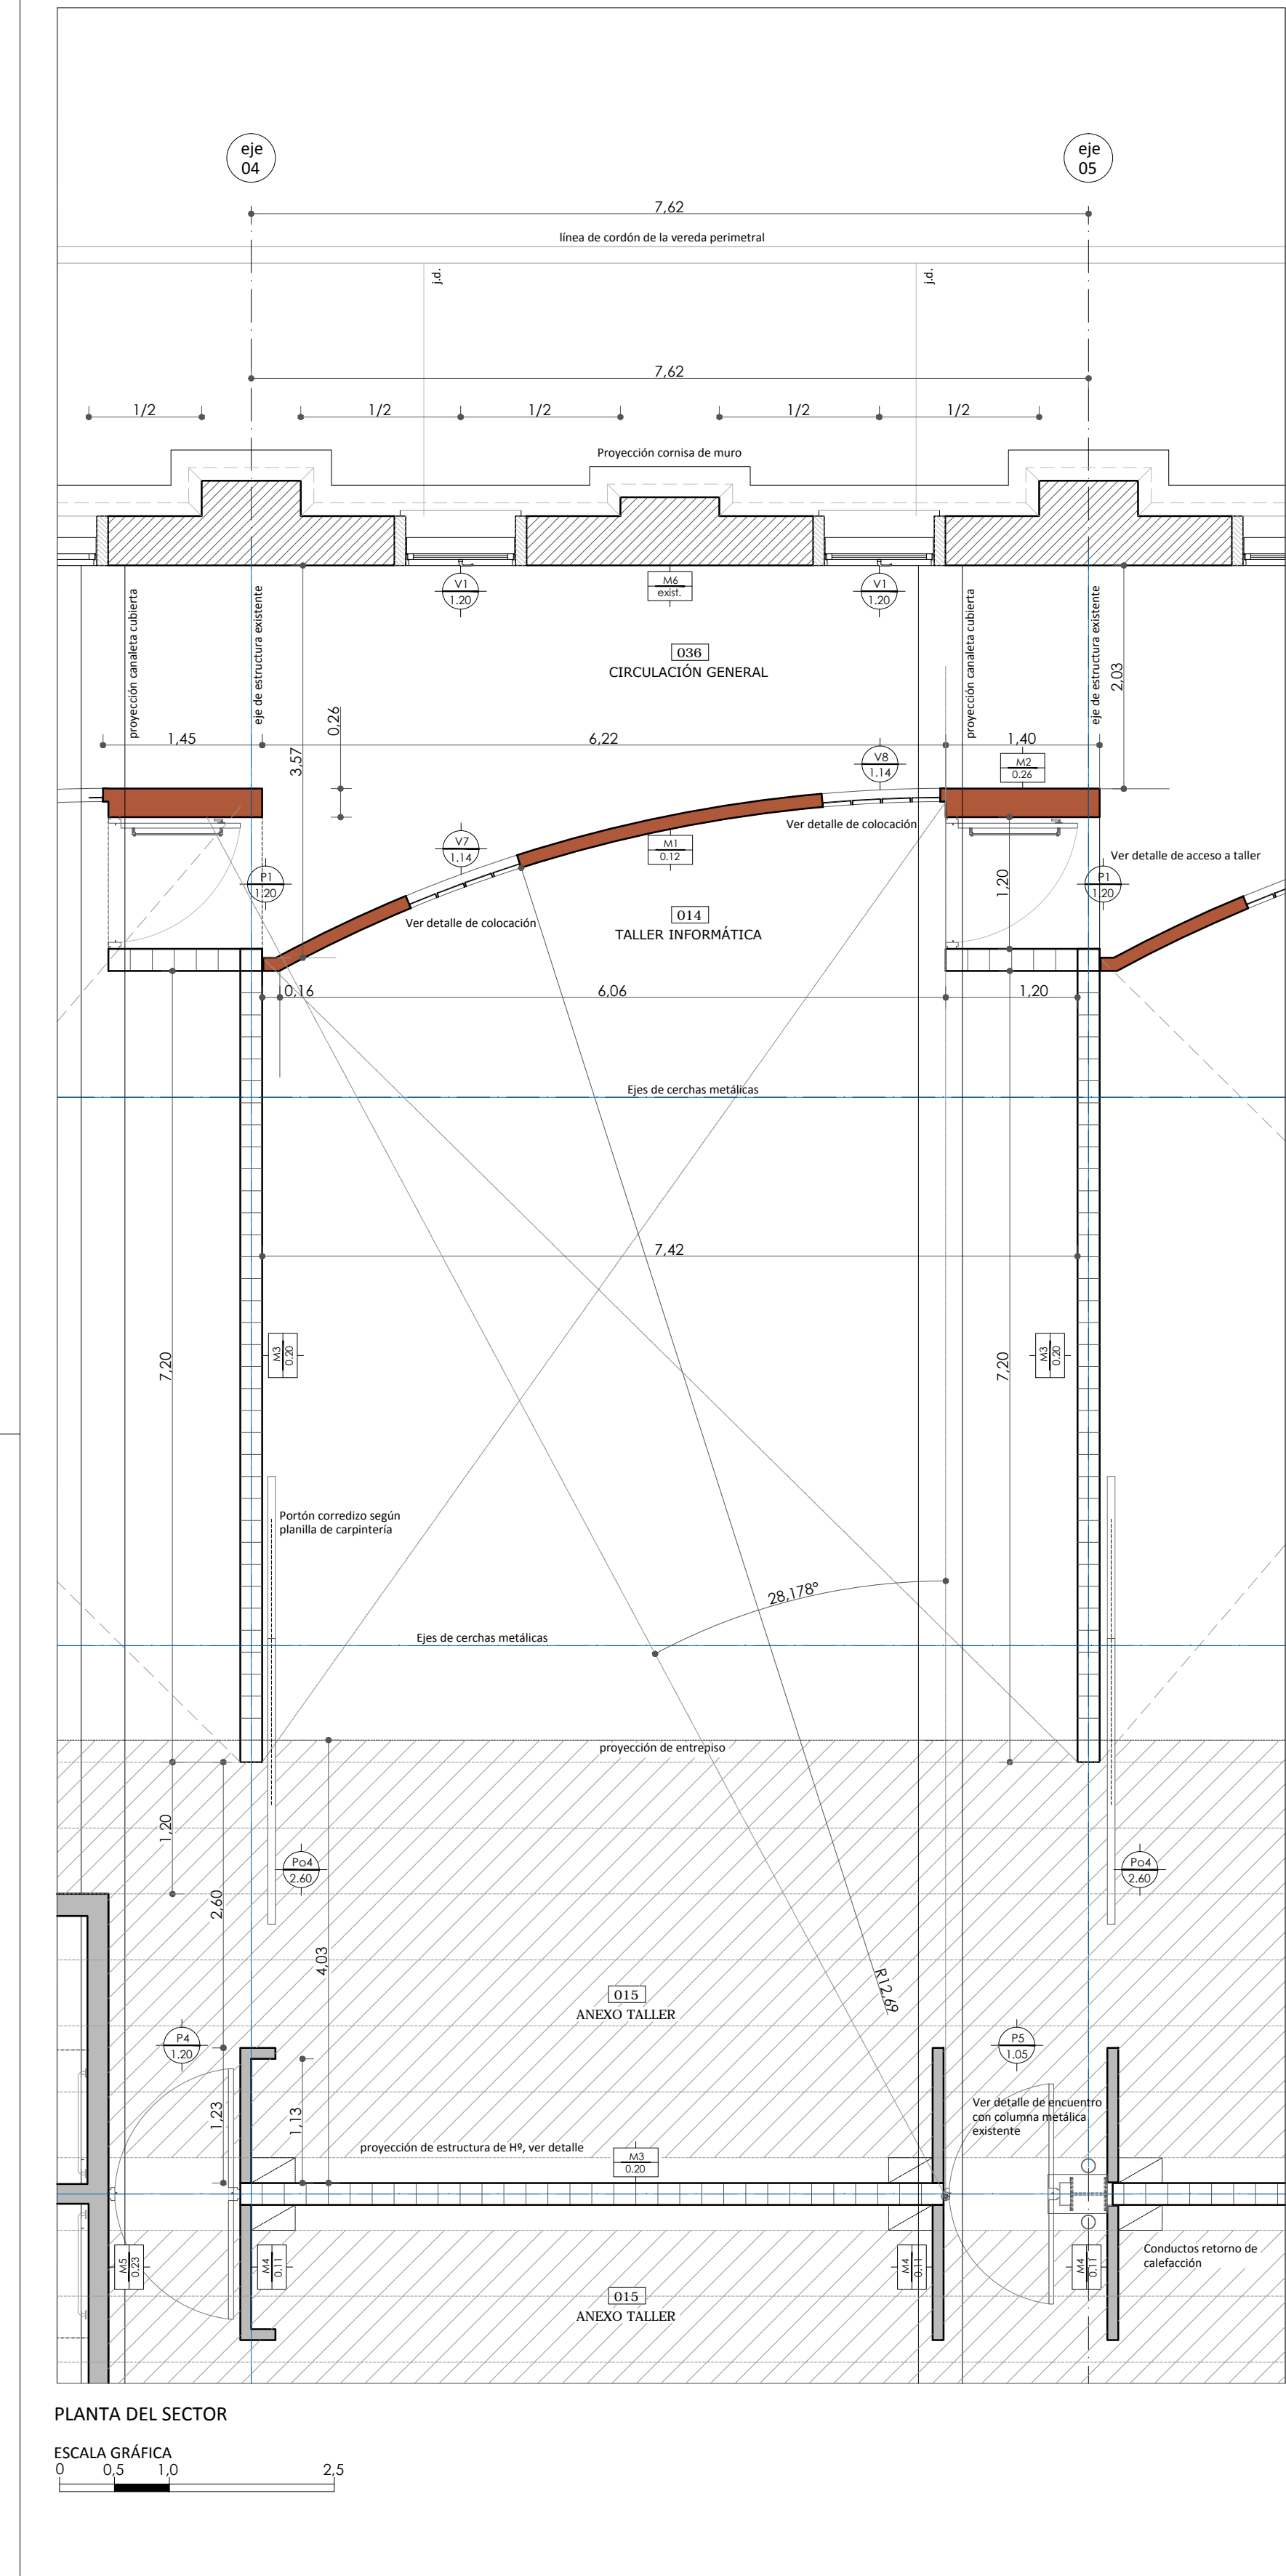 eje
04
eje
05
7,62
línea de cordón de la vereda perimetral
j.d.
j.d.
7,62
1/2
1/2
1/2
1/2
1/2
Proyección cornisa de muro
V1
1.20
M6
exist.
V1
1.20
proyección canaleta cubierta
eje de estructura existente
036
CIRCULACIÓN GENERAL
proyección canaleta cubierta
eje de estructura existente
2,03
1,45
0,26
3,57
6,22
1,40
V8
1.14
M2
0.26
Ver detalle de colocación
V7
1.14
M1
0.12
Ver detalle de acceso a taller
P1
1.20
1,20
P1
1.20
Ver detalle de colocación
014
TALLER INFORMÁTICA
0,16
6,06
1,20
Ejes de cerchas metálicas
7,42
7,20
M3
0.20
7,20
M3
0.20
Portón corredizo según
planilla de carpintería
28,178º
Ejes de cerchas metálicas
proyección de entrepiso
1,20
Po4
2.60
Po4
2.60
2,60
4,03
R12,69
015
ANEXO TALLER
P4
1.20
P5
1.05
1,23
1,13
Ver detalle de encuentro
con columna metálica
existente
proyección de estructura de Hº, ver detalle
M3
0.20
M5
0.23
M4
0.11
M4
0.11
M4
0.11
Conductos retorno de
calefacción
015
ANEXO TALLER
PLANTA DEL SECTOR
ESCALA GRÁFICA
0 0,5 1,0 2,5